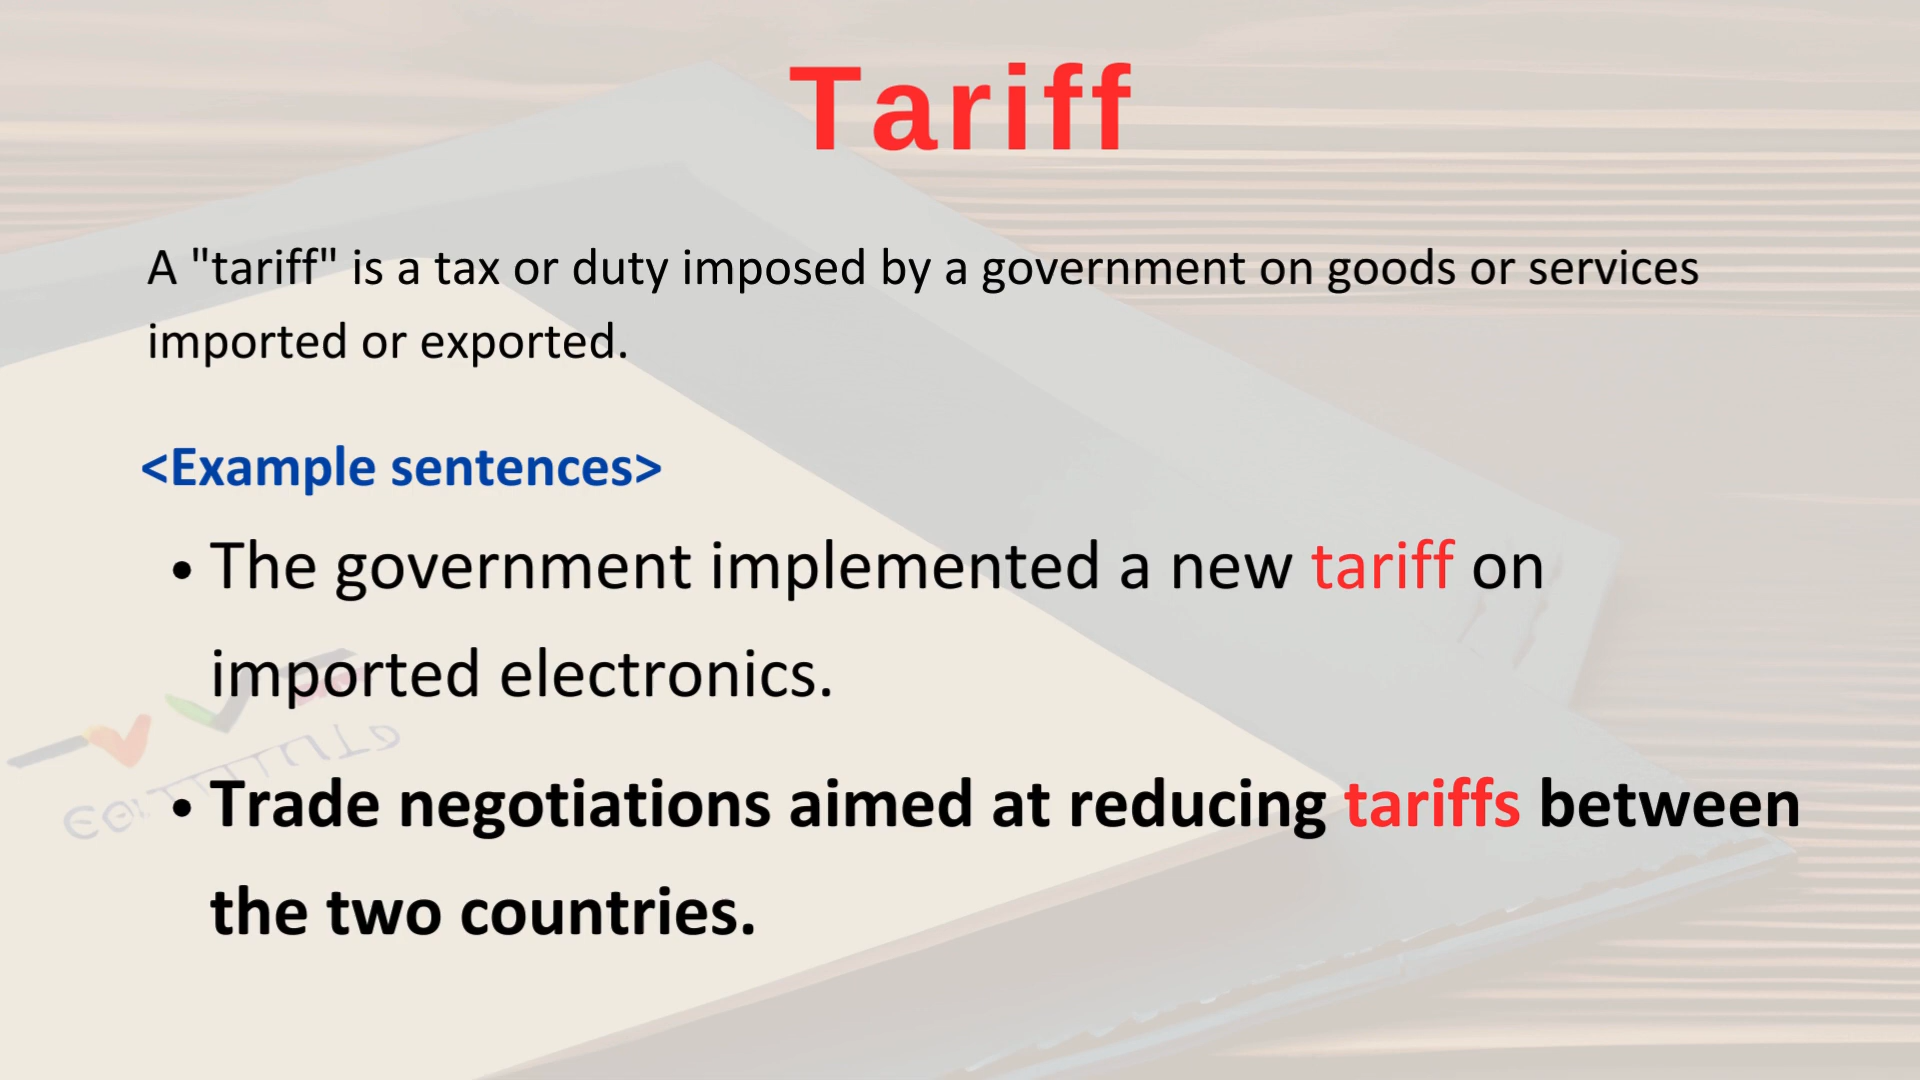 Tariff
A "tariff" is a tax or duty imposed by a government on goods or services
imported or exported.
<Example sentences>
• The government implemented a new tariff on
imported electronics.
• Trade negotiations aimed at reducing tariffs between
the two countries.